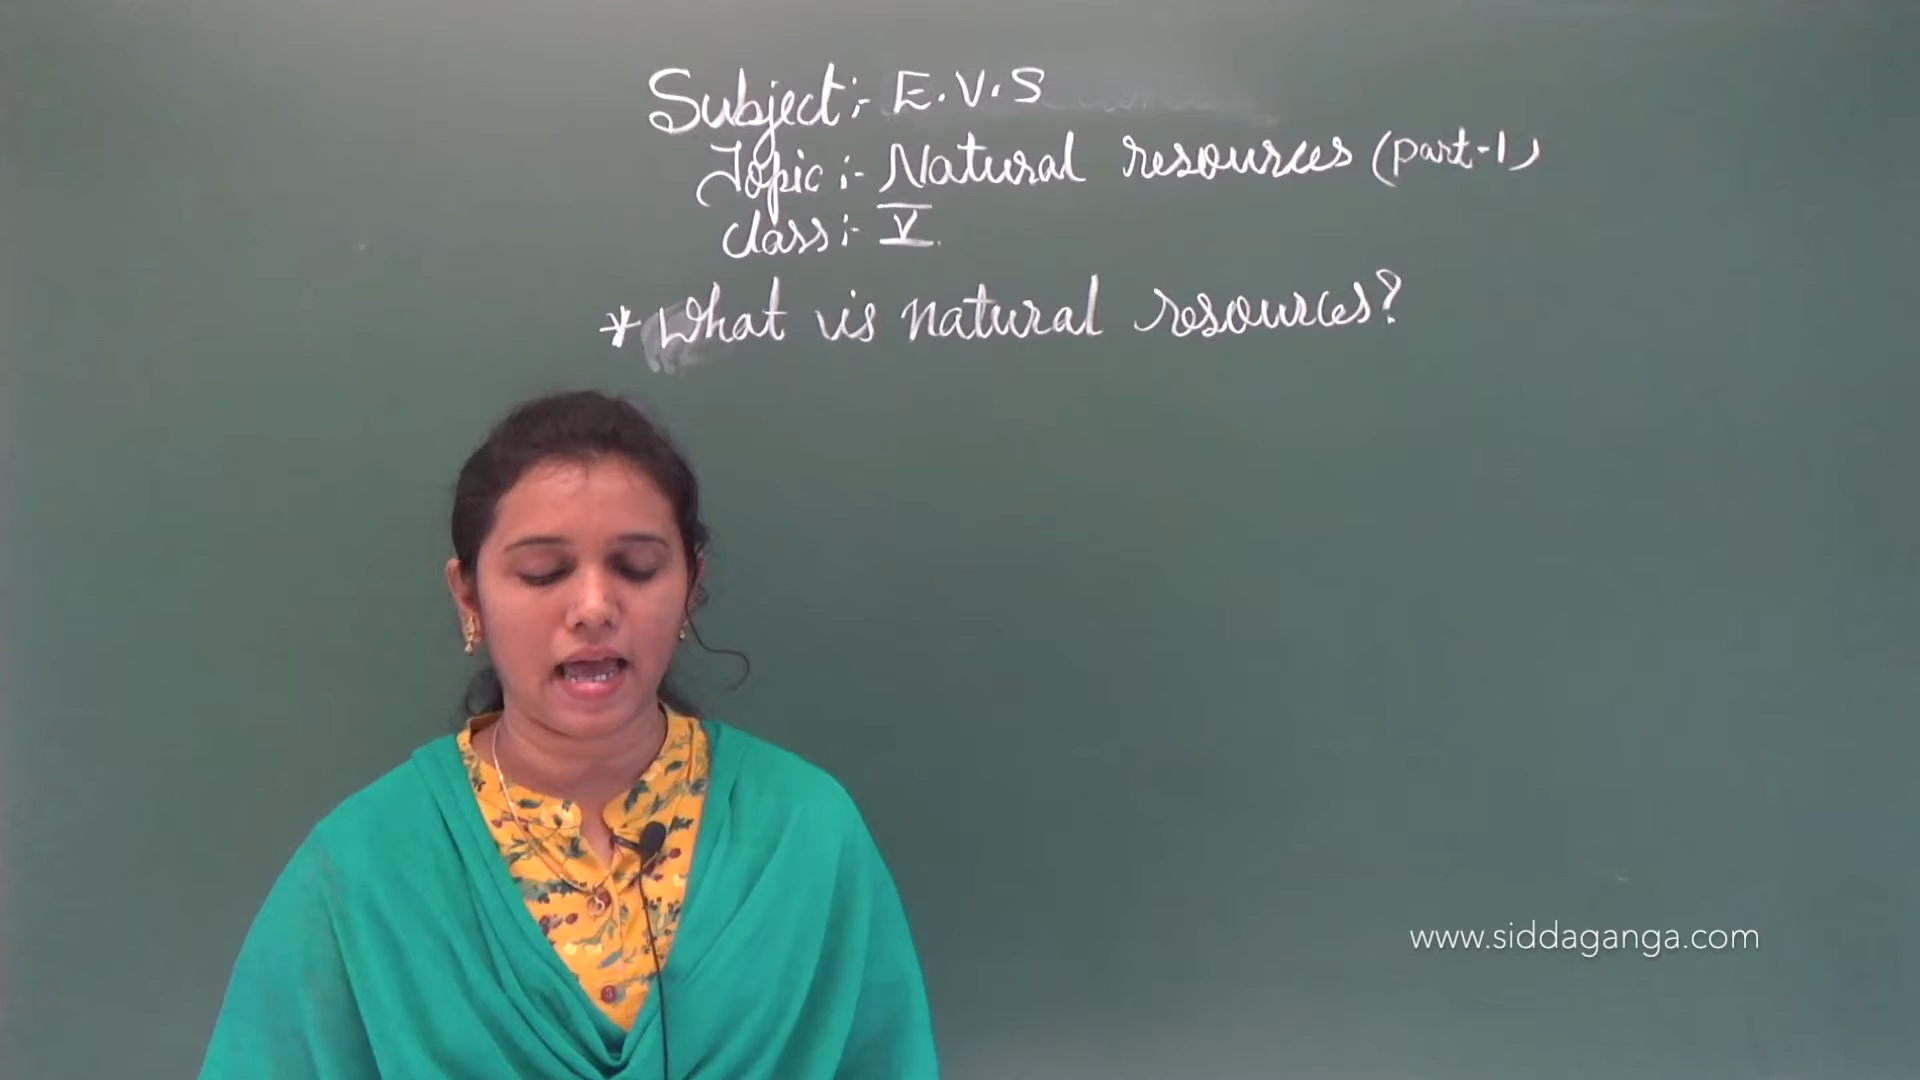 Subject:- E.V.S
Topic:- Natural resources (part-1)
class:- V
* What is natural resources?
www.siddaganga.com